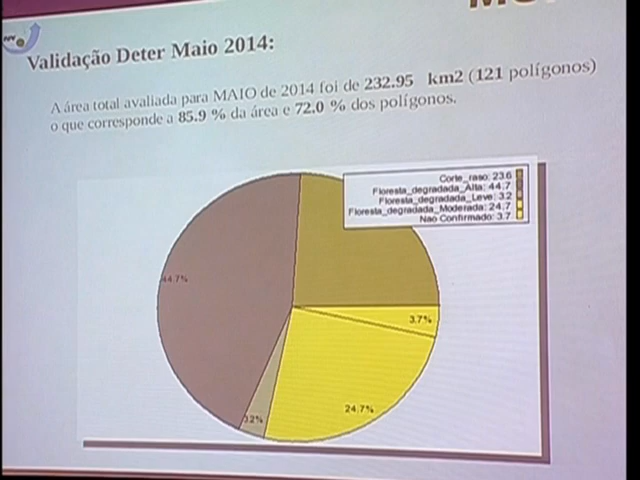 Validação Deter Maio 2014:
A área total avaliada para MAIO de 2014 foi de 232.95 km2 (121 polígonos)
o que corresponde a 85.9 % da área e 72.0 % dos polígonos.
Corte_raso: 23.6
Floresta_degradada_Alta: 44.7
Floresta_degradada_Leve: 3.2
Floresta_degradada_Moderada: 24.7
Nao Confirmado: 3.7
44.7%
3.7%
24.7%
3.2%